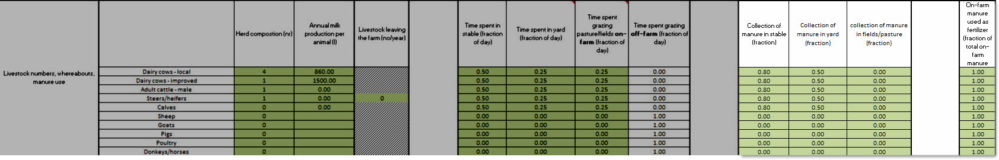 Herd compostion (nr)
Annual milk
production per
animal (l)
Livestock leaving
the farm (no/year)
Time spent in
stable (fraction
of day)
Time spent in yard
(fraction of day)
Time spent
grazing
pasture/fields on-
farm (fraction of
day)
Time spent grazing
off-farm (fraction of
day)
Collection of
manure in stable
(fraction)
Collection of
manure in yard
(fraction)
collection of manure
in fields/pasture
(fraction)
On-farm
manure
used as
fertilizer
(fraction of
total on-
farm
manure
Livestock numbers, whereabouts,
manure use
Dairy cows - local 4 860.00 0.50 0.25 0.25 0.00 0.80 0.50 0.00 1.00
Dairy cows - improved 1 1500.00 0.50 0.25 0.25 0.00 0.80 0.50 0.00 1.00
Adult cattle - male 1 0.00 0.50 0.25 0.25 0.00 0.80 0.50 0.00 1.00
Steers/heifers 1 0.00 0 0.50 0.25 0.25 0.00 0.80 0.50 0.00 1.00
Calves 0 0.00 0.50 0.25 0.25 0.00 0.80 0.50 0.00 1.00
Sheep 0 0.00 0.00 0.00 1.00 0.00 0.00 0.00 1.00
Goats 0 0.00 0.00 0.00 1.00 0.00 0.00 0.00 1.00
Pigs 0 0.00 0.00 0.00 1.00 0.00 0.00 0.00 1.00
Poultry 0 0.00 0.00 0.00 1.00 0.00 0.00 0.00 1.00
Donkeys/horses 0 0.00 0.00 0.00 1.00 0.00 0.00 0.00 1.00